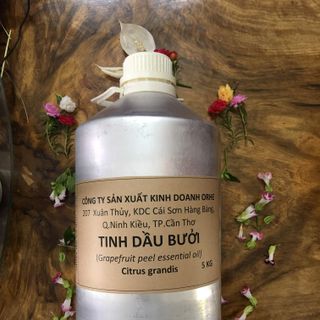 CÔNG TY SẢN XUẤT KINH DOANH ORHE
207 Xuân Thủy, KDC Cái Sơn Hàng Bàng,
Q.Ninh Kiều, TP.Cần Thơ
TINH DẦU BƯỞI
(Grapefruit peel essential oil)
Citrus grandis
5 KG